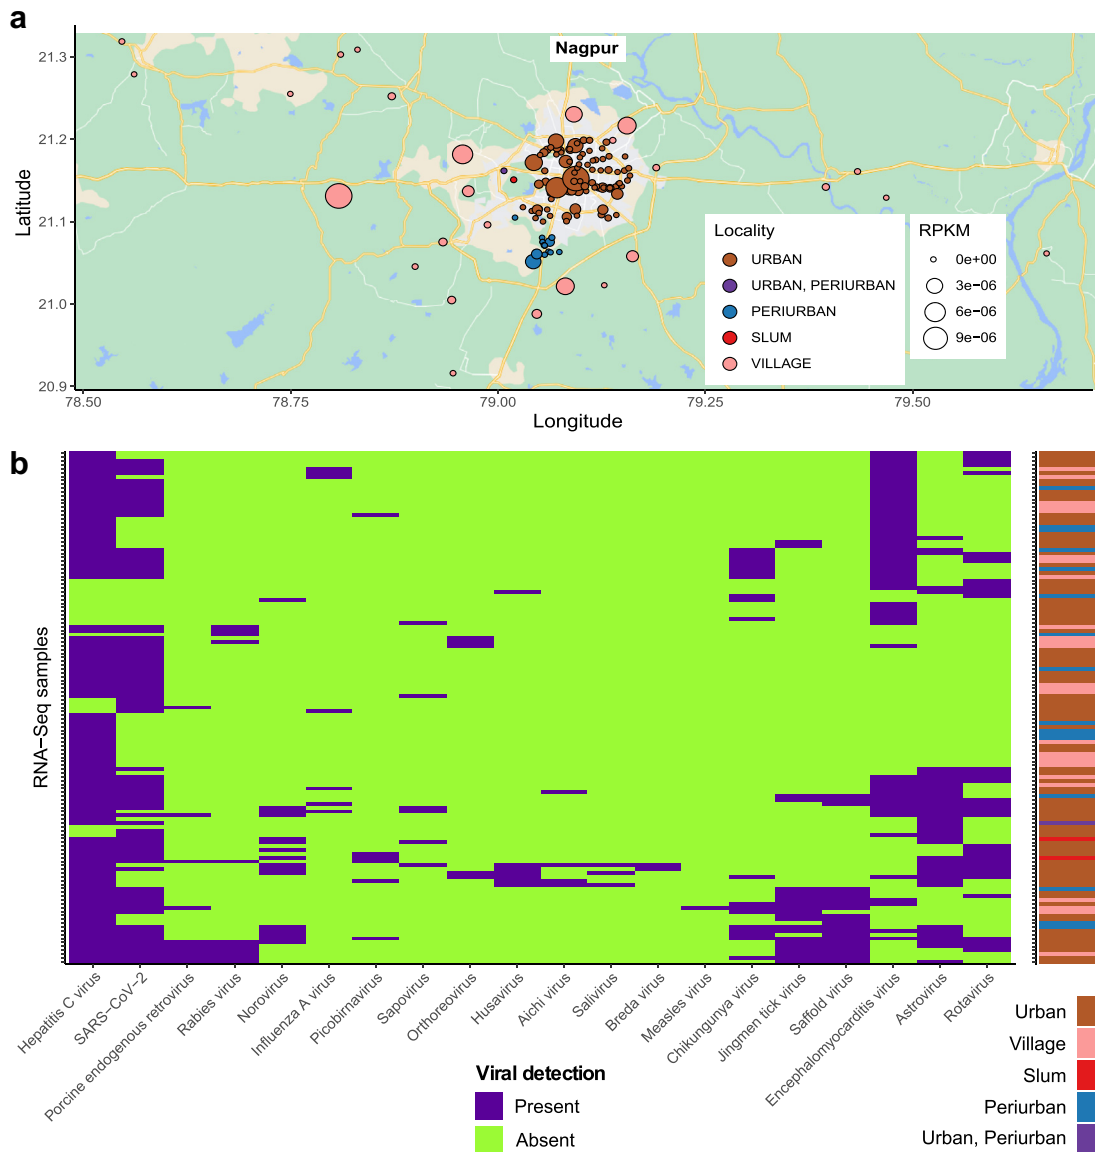 a
Nagpur
21.3
21.2
21.1
21.0
20.9
Latitude
78.50
78.75
79.00
79.25
79.50
Longitude
Locality
URBAN
URBAN, PERIURBAN
PERIURBAN
SLUM
VILLAGE
RPKM
0e+00
3e−06
6e−06
9e−06
b
RNA−Seq samples
Hepatitis C virus
SARS−CoV−2
Porcine endogenous retrovirus
Rabies virus
Norovirus
Influenza A virus
Picobirnavirus
Sapovirus
Orthoreovirus
Husavirus
Aichi virus
Salivirus
Breda virus
Measles virus
Chikungunya virus
Jingmen tick virus
Saffold virus
Encephalomyocarditis virus
Astrovirus
Rotavirus
Viral detection
Present
Absent
Urban
Village
Slum
Periurban
Urban, Periurban